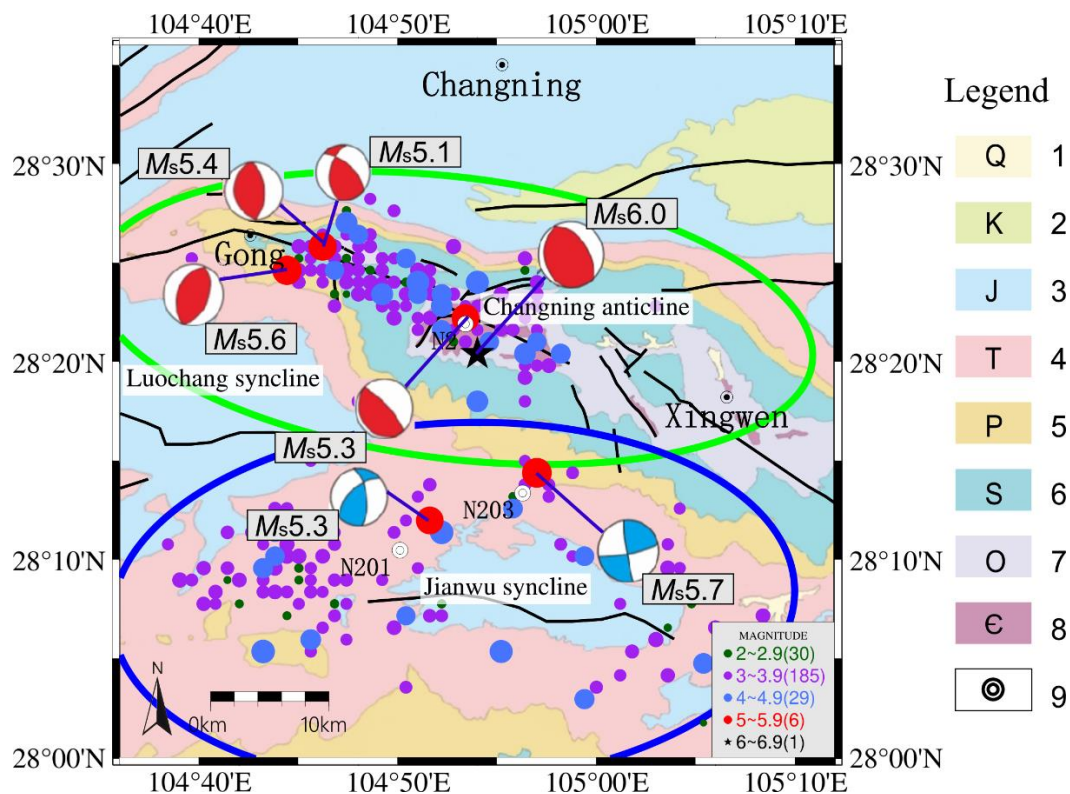 104°40'E 104°50'E 105°00'E 105°10'E
Changning
Legend
28°30'N 28°30'N
Q 1
K 2
J 3
T 4
P 5
S 6
O 7
Є 8
9
Ms5.4
Ms5.1
Ms6.0
Gong
Changning anticline
Ms5.6
N2
28°20'N 28°20'N
Luochang syncline
Xingwen
Ms5.3
N203
Ms5.3
28°10'N 28°10'N
N201
Jianwu syncline
Ms5.7
MAGNITUDE
2~2.9(30)
3~3.9(185)
4~4.9(29)
5~5.9(6)
6~6.9(1)
N
0km 10km
28°00'N 28°00'N
104°40'E 104°50'E 105°00'E 105°10'E